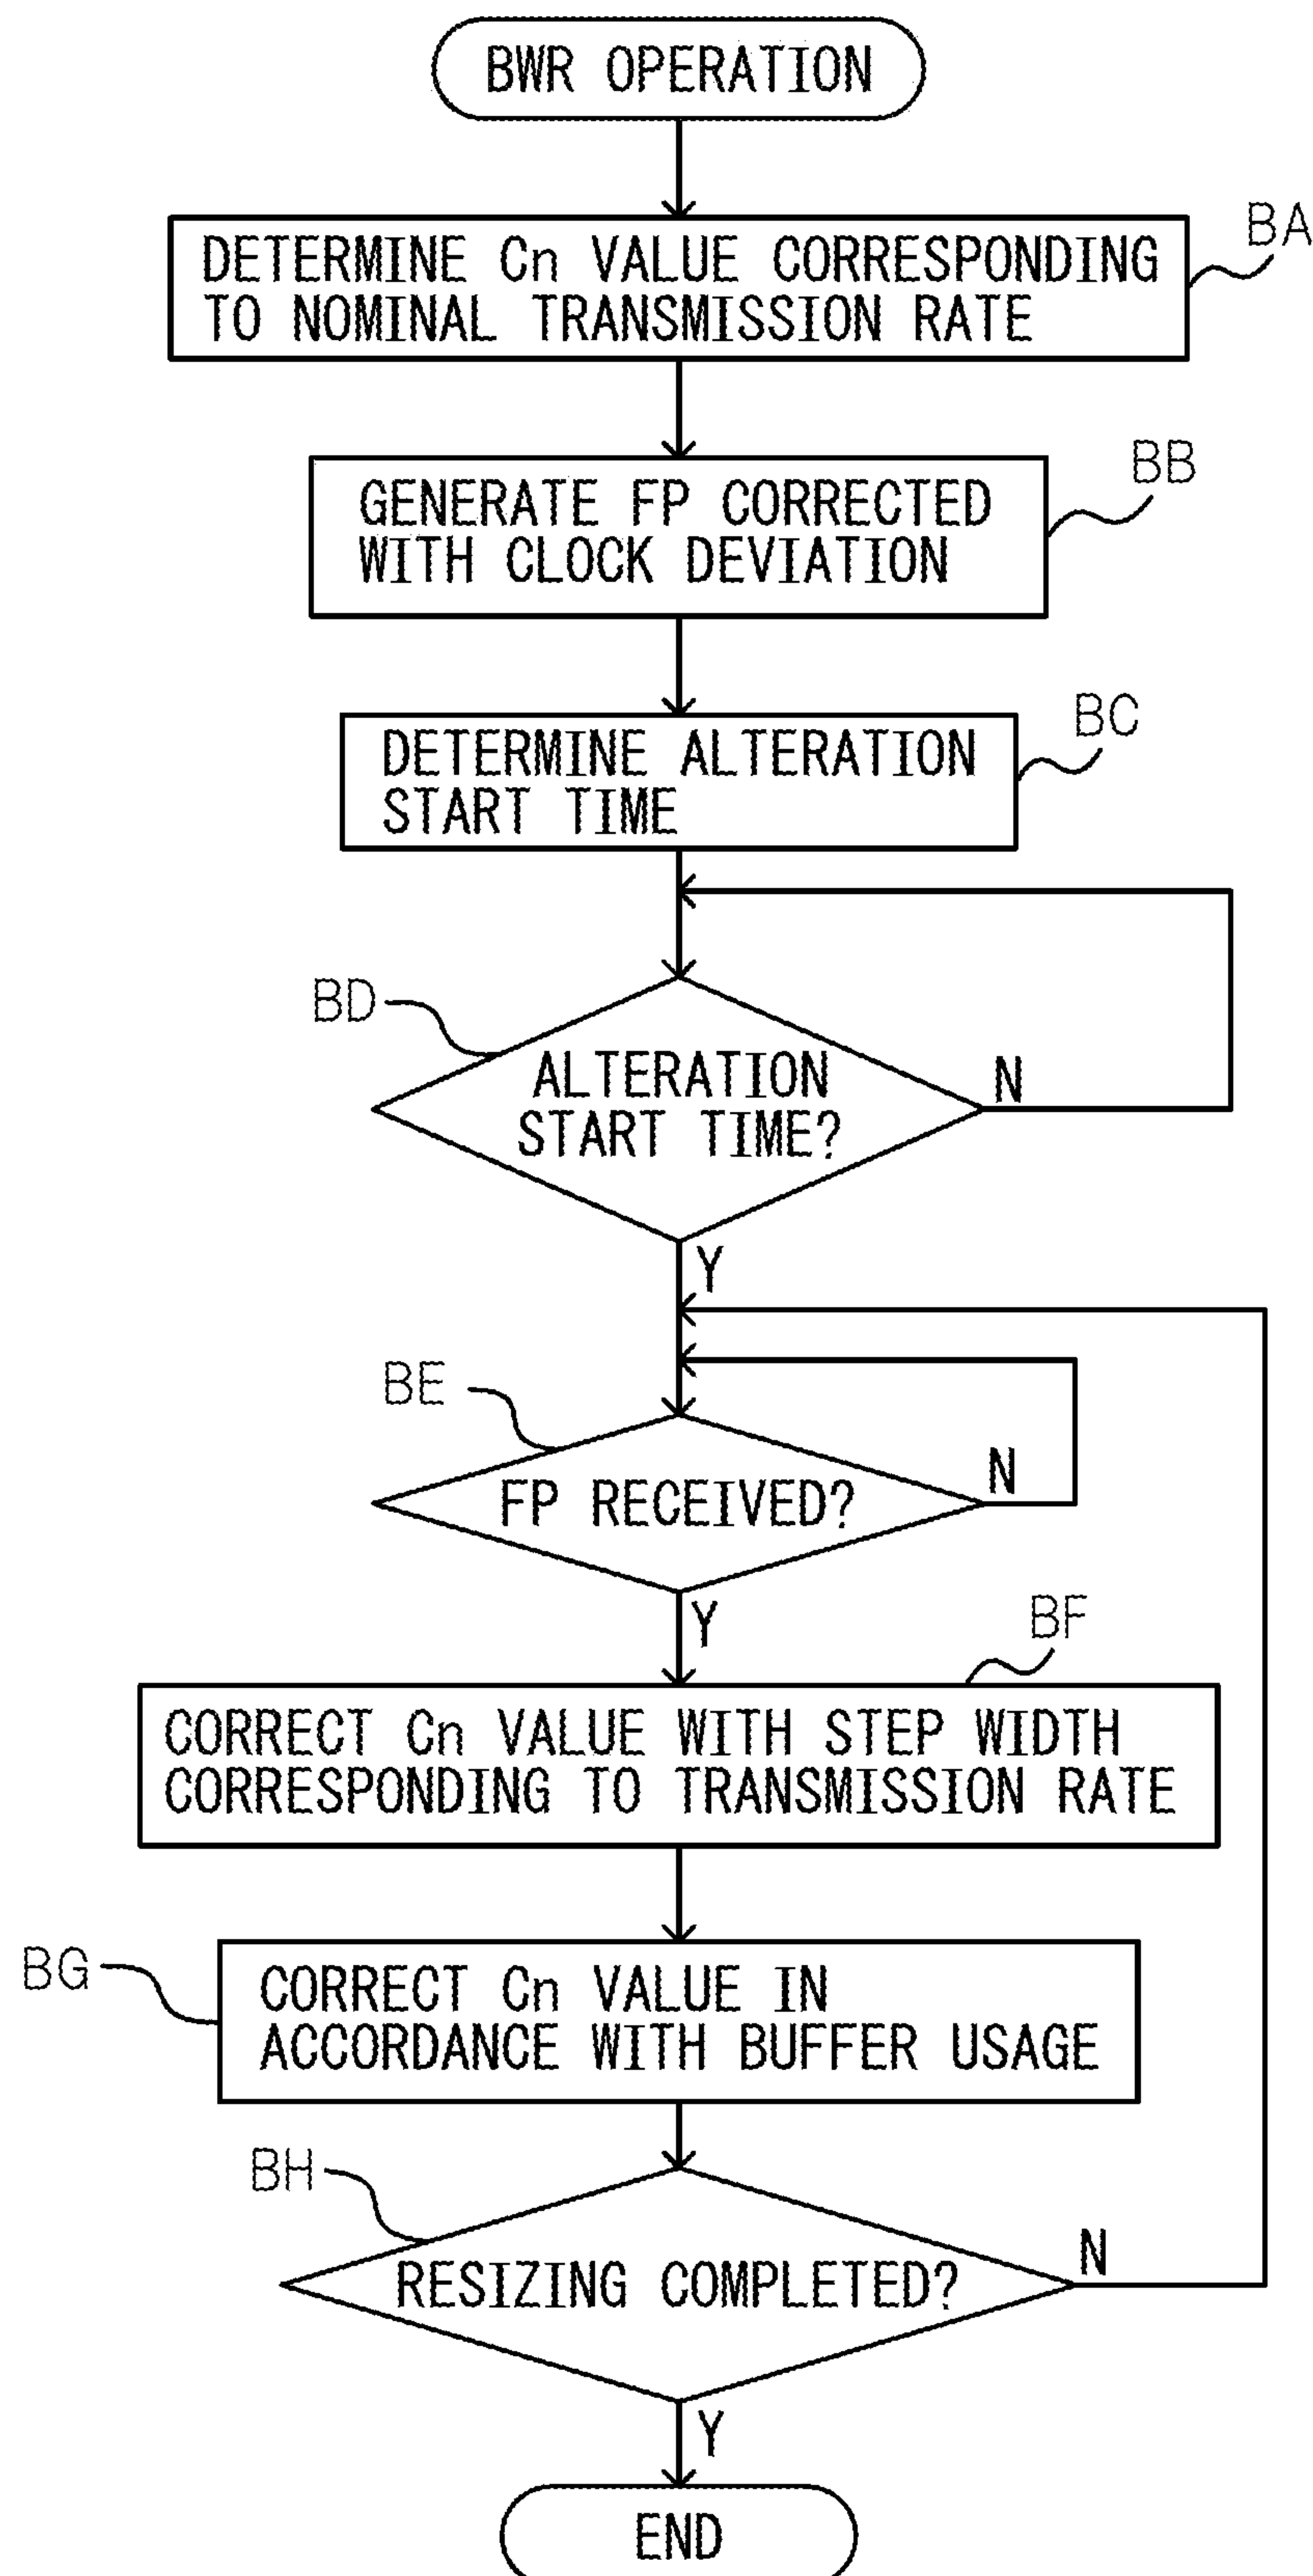 BWR OPERATION
DETERMINE Cn VALUE CORRESPONDING
TO NOMINAL TRANSMISSION RATE
BA
GENERATE FP CORRECTED
WITH CLOCK DEVIATION
BB
DETERMINE ALTERATION
START TIME
BC
BD
ALTERATION
START TIME?
N
Y
BE
FP RECEIVED?
N
Y
BF
CORRECT Cn VALUE WITH STEP WIDTH
CORRESPONDING TO TRANSMISSION RATE
BG
CORRECT Cn VALUE IN
ACCORDANCE WITH BUFFER USAGE
BH
RESIZING COMPLETED?
N
Y
END